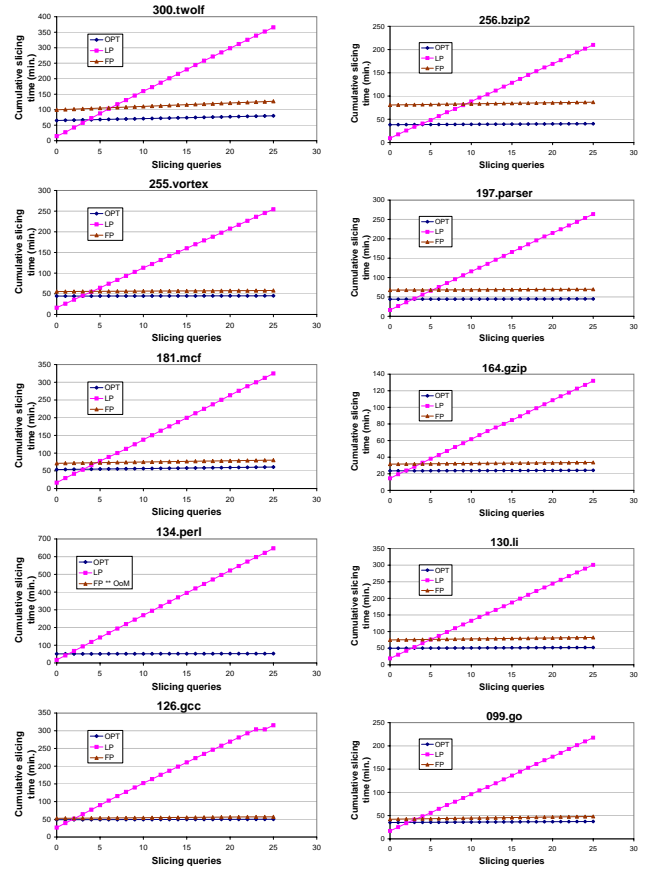 300.twolf
Cumulative slicing
time (min.)
400
350
300
250
200
150
100
50
0
OPT
LP
FP
0 5 10 15 20 25 30
Slicing queries
256.bzip2
Cumulative slicing
time (min.)
250
200
150
100
50
0
OPT
LP
FP
0 5 10 15 20 25 30
Slicing queries
255.vortex
Cumulative slicing
time (min.)
300
250
200
150
100
50
0
OPT
LP
FP
0 5 10 15 20 25 30
Slicing queries
197.parser
Cumulative slicing
time (min.)
300
250
200
150
100
50
0
OPT
LP
FP
0 5 10 15 20 25 30
Slicing queries
181.mcf
Cumulative slicing
time (min.)
350
300
250
200
150
100
50
0
OPT
LP
FP
0 5 10 15 20 25 30
Slicing queries
164.gzip
Cumulative slicing
time (min.)
140
120
100
80
60
40
20
0
OPT
LP
FP
0 5 10 15 20 25 30
Slicing queries
134.perl
Cumulative slicing
time (min.)
700
600
500
400
300
200
100
0
OPT
LP
FP ** OoM
0 5 10 15 20 25 30
Slicing queries
130.li
Cumulative slicing
time (min.)
350
300
250
200
150
100
50
0
OPT
LP
FP
0 5 10 15 20 25 30
Slicing queries
126.gcc
Cumulative slicing
time (min.)
350
300
250
200
150
100
50
0
OPT
LP
FP
0 5 10 15 20 25 30
Slicing queries
099.go
Cumulative slicing
time (min.)
250
200
150
100
50
0
OPT
LP
FP
0 5 10 15 20 25 30
Slicing queries